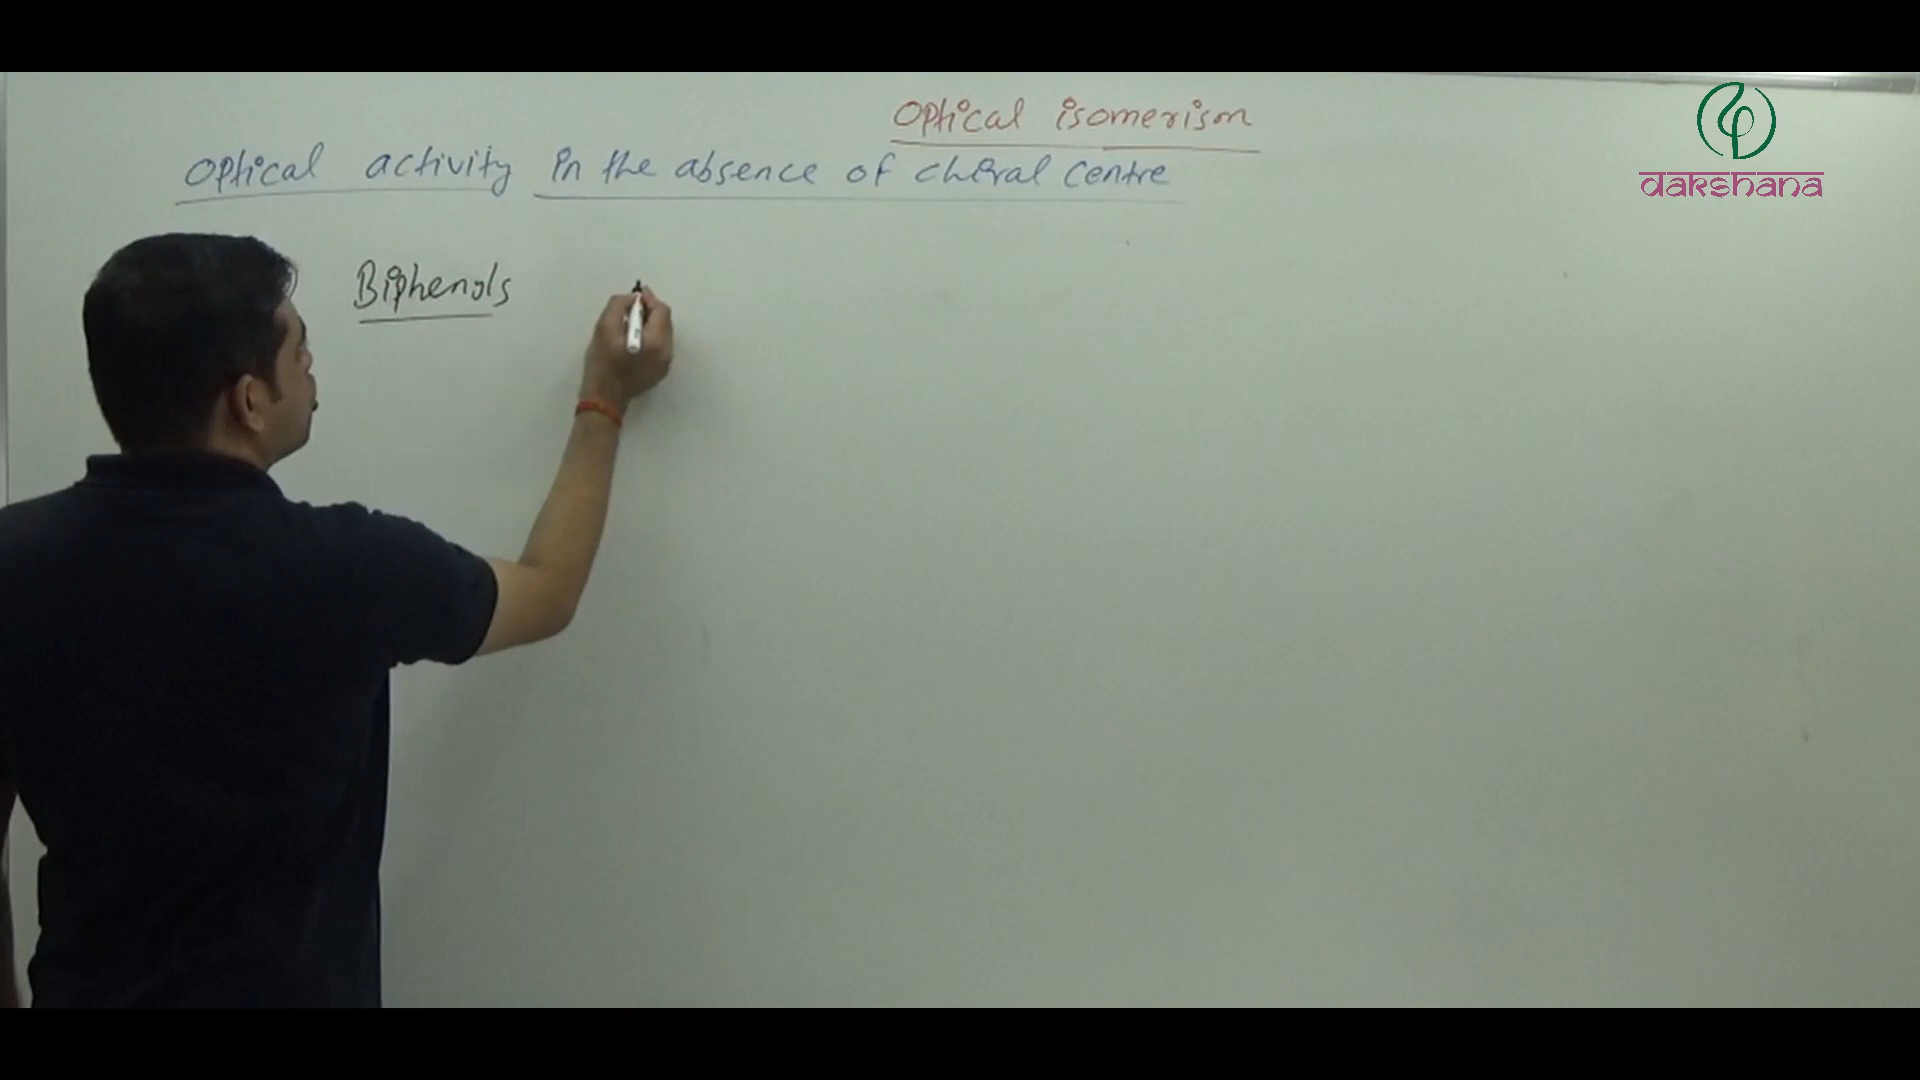 Optical isomerism
Optical activity in the absence of chiral centre
Biphenols
dakshana